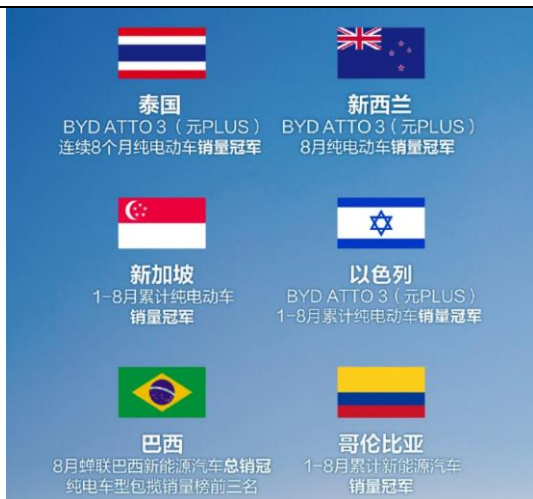 泰国
BYD ATTO 3（元PLUS）
连续8个月纯电动车销量冠军
新西兰
BYD ATTO 3（元PLUS）
8月纯电动车销量冠军
新加坡
1-8月累计纯电动车
销量冠军
以色列
BYD ATTO 3（元PLUS）
1-8月累计纯电动车销量冠军
巴西
8月蝉联巴西新能源汽车总销冠
纯电车型包揽销量榜前三名
哥伦比亚
1-8月累计新能源汽车
销量冠军